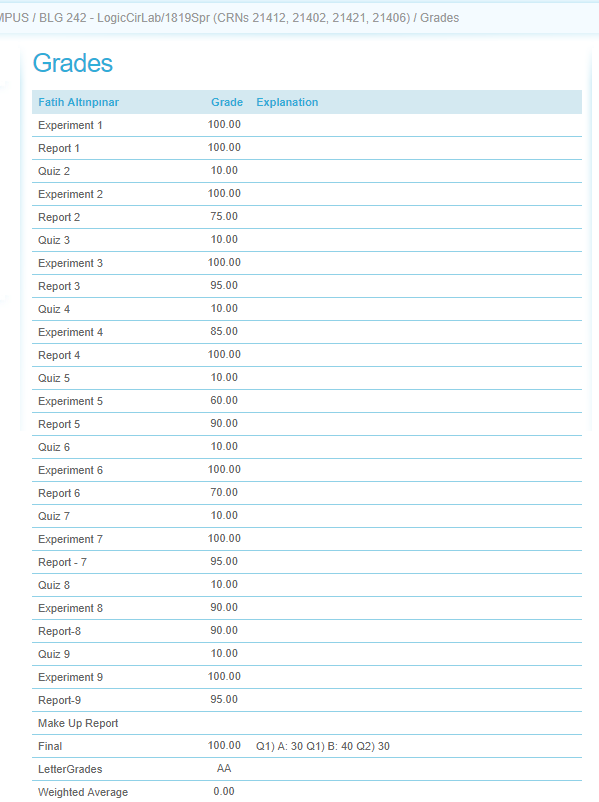 MPUS / BLG 242 - LogicCirLab/1819Spr (CRNs 21412, 21402, 21421, 21406) / Grades
Grades
Fatih Altınpınar Grade Explanation
Experiment 1 100.00
Report 1 100.00
Quiz 2 10.00
Experiment 2 100.00
Report 2 75.00
Quiz 3 10.00
Experiment 3 100.00
Report 3 95.00
Quiz 4 10.00
Experiment 4 85.00
Report 4 100.00
Quiz 5 10.00
Experiment 5 60.00
Report 5 90.00
Quiz 6 10.00
Experiment 6 100.00
Report 6 70.00
Quiz 7 10.00
Experiment 7 100.00
Report - 7 95.00
Quiz 8 10.00
Experiment 8 90.00
Report-8 90.00
Quiz 9 10.00
Experiment 9 100.00
Report-9 95.00
Make Up Report
Final 100.00 Q1) A: 30 Q1) B: 40 Q2) 30
LetterGrades AA
Weighted Average 0.00